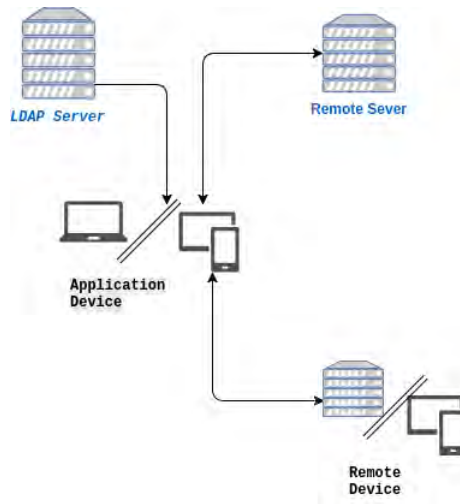 LDAP Server
Remote Sever
Application
Device
Remote
Device